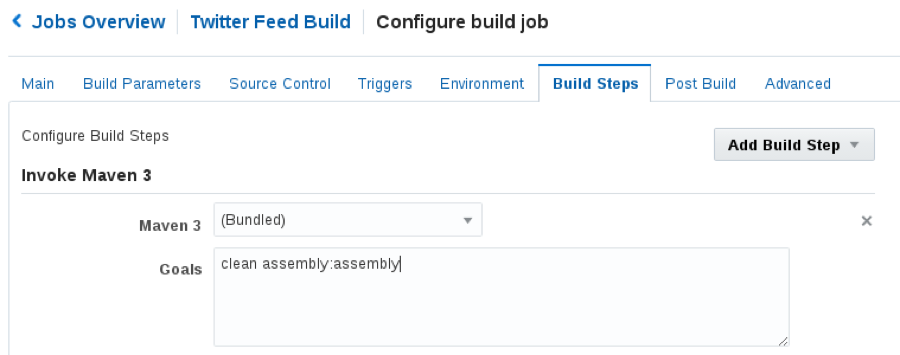 Jobs Overview Twitter Feed Build Configure build job
Main Build Parameters Source Control Triggers Environment Build Steps Post Build Advanced
Configure Build Steps
Add Build Step
Invoke Maven 3
Maven 3 (Bundled)
Goals clean assembly:assembly